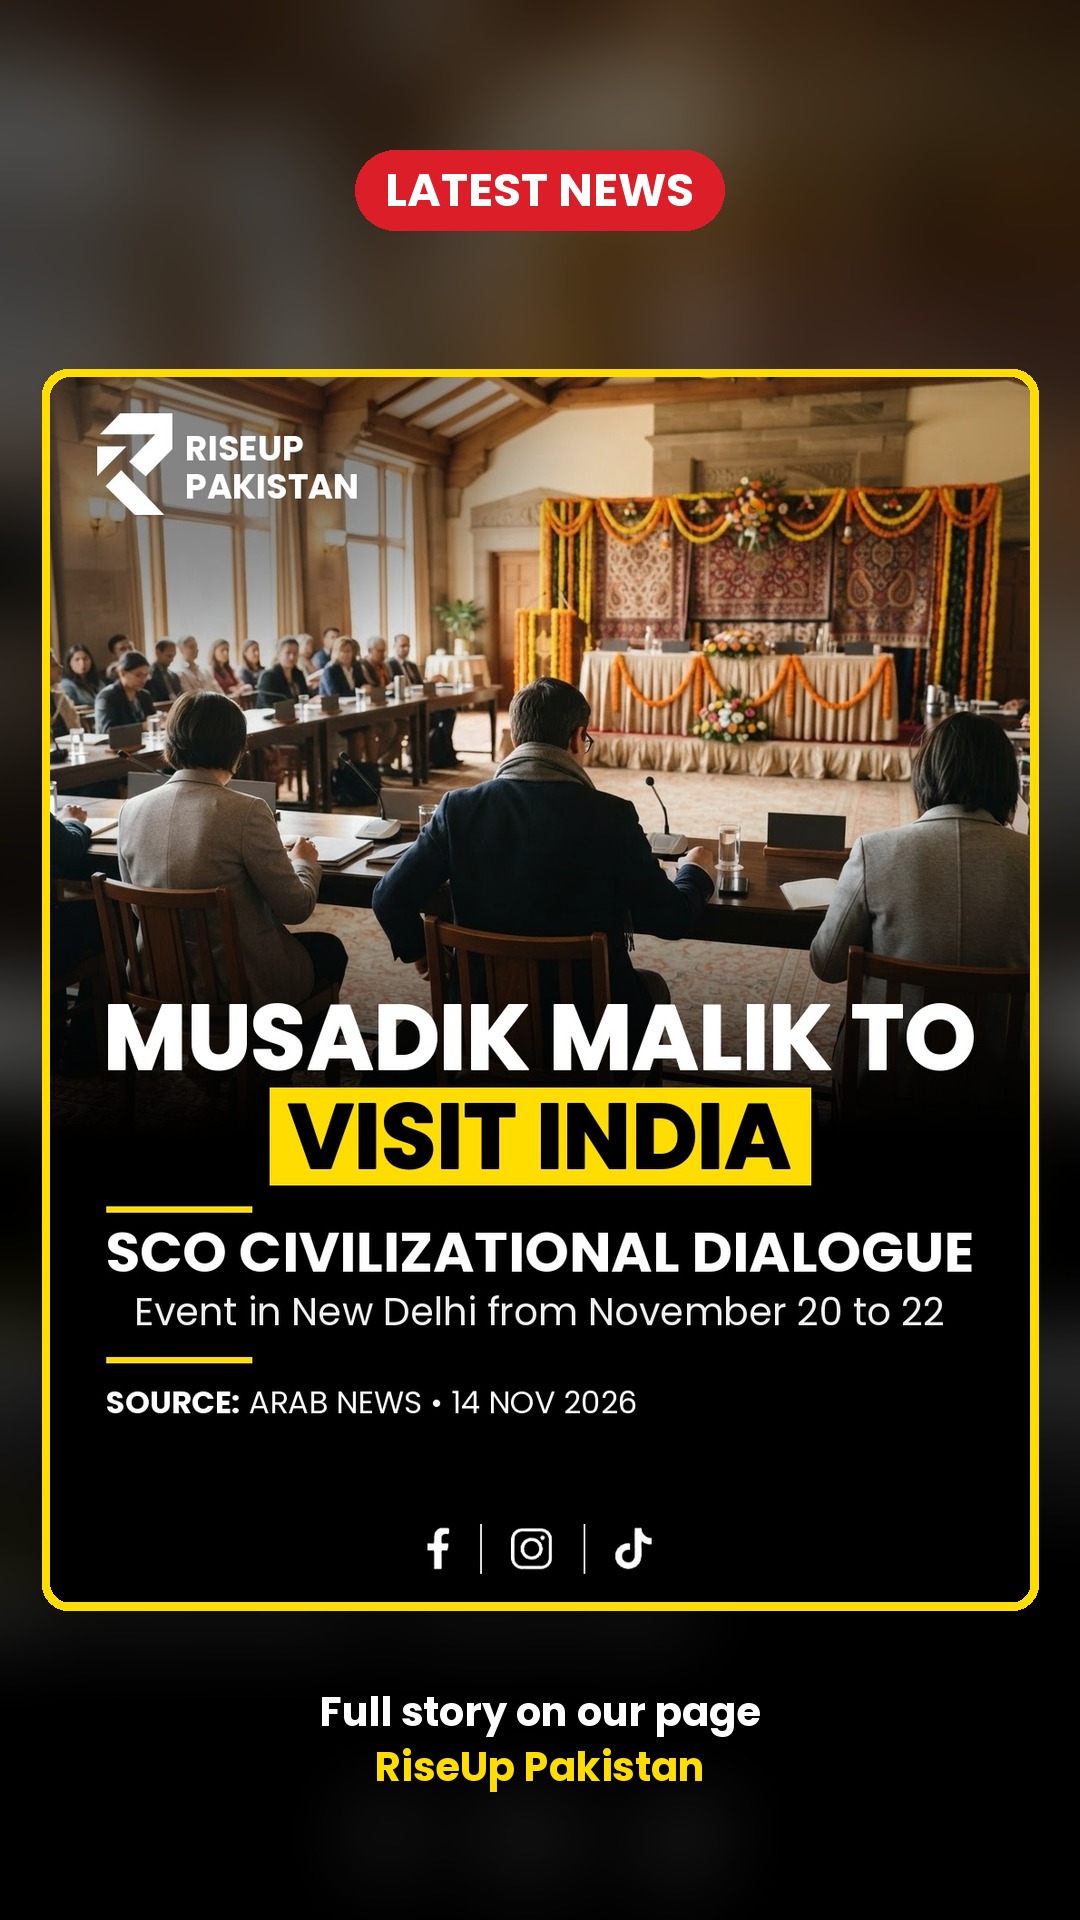 LATEST NEWS
RISEUP
PAKISTAN
MUSADIK MALIK TO
VISIT INDIA
SCO CIVILIZATIONAL DIALOGUE
Event in New Delhi from November 20 to 22
SOURCE: ARAB NEWS • 14 NOV 2026
Full story on our page
RiseUp Pakistan